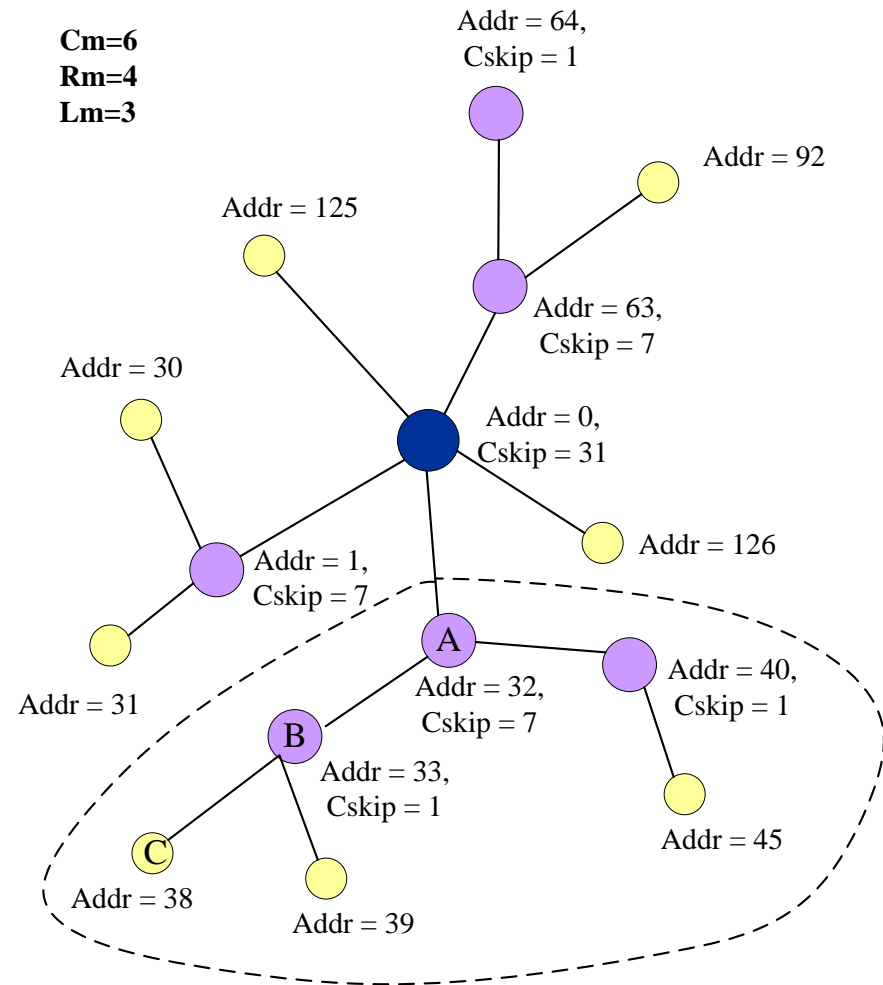 Cm=6
Rm=4
Lm=3
Addr = 64,
Cskip = 1
Addr = 92
Addr = 125
Addr = 63,
Cskip = 7
Addr = 30
Addr = 0,
Cskip = 31
Addr = 126
Addr = 1,
Cskip = 7
Addr = 31
A
Addr = 32,
Cskip = 7
Addr = 40,
Cskip = 1
B
Addr = 33,
Cskip = 1
Addr = 45
C
Addr = 38
Addr = 39